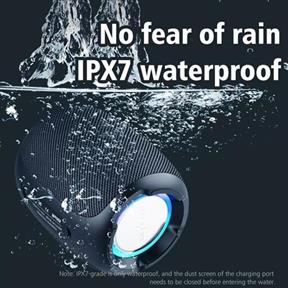 No fear of rain
IPX7 waterproof
Note: IPX7-grade is only waterproof, and the dust screen of the charging port
needs to be closed before entering the water.